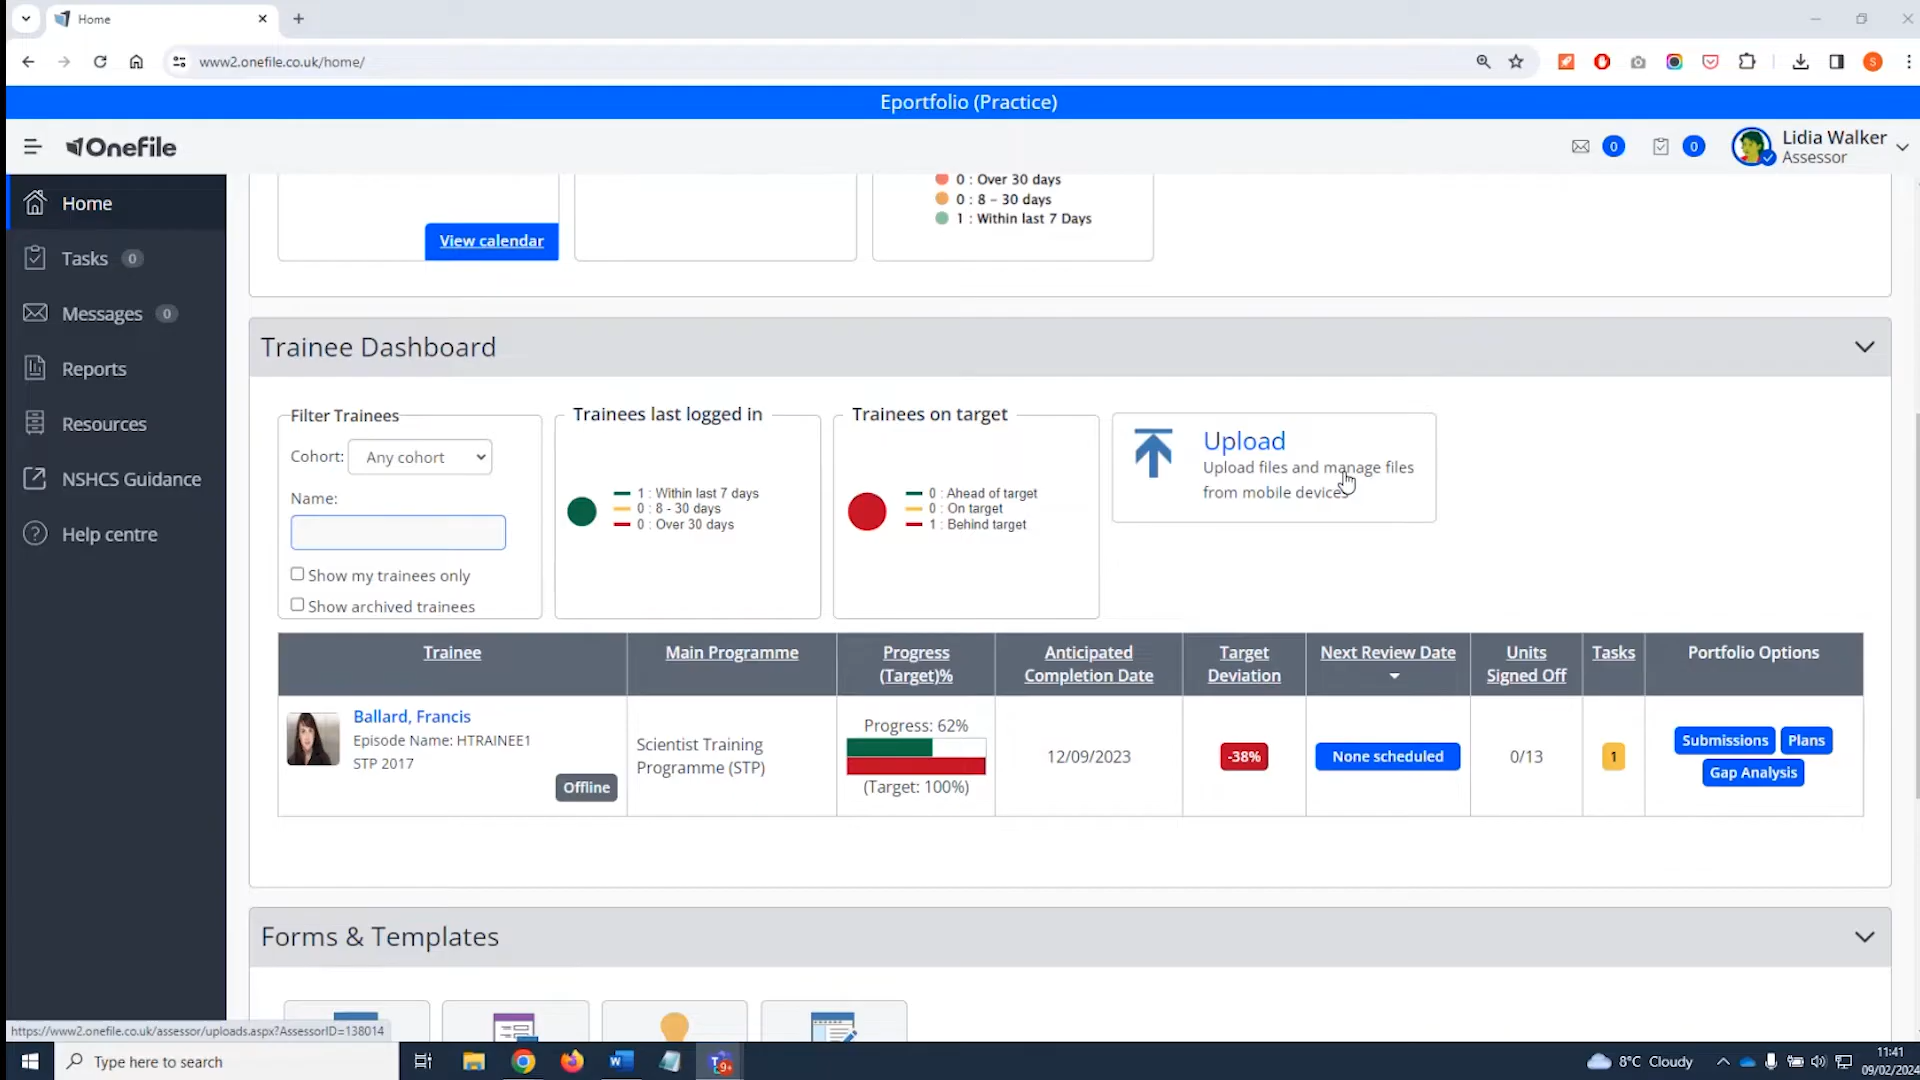 Home
www2.onefile.co.uk/home/
S
Eportfolio (Practice)
Onefile
0
0
Lidia Walker
Assessor
Home
Tasks 0
Messages 0
Reports
Resources
NSHCS Guidance
Help centre
View calendar
0 : Over 30 days
0 : 8 – 30 days
1 : Within last 7 Days
Trainee Dashboard
Filter Trainees
Cohort: Any cohort
Name:
Show my trainees only
Show archived trainees
Trainees last logged in
1 : Within last 7 days
0 : 8 - 30 days
0 : Over 30 days
Trainees on target
0 : Ahead of target
0 : On target
1 : Behind target
Upload
Upload files and manage files
from mobile devices
Trainee
Main Programme
Progress
(Target)%
Anticipated
Completion Date
Target
Deviation
Next Review Date
Units
Signed Off
Tasks
Portfolio Options
Ballard, Francis
Episode Name: HTRAINEE1
STP 2017
Offline
Scientist Training
Programme (STP)
Progress: 62%
(Target: 100%)
12/09/2023
-38%
None scheduled
0/13
1
Submissions Plans
Gap Analysis
Forms & Templates
https://www2.onefile.co.uk/assessor/uploads.aspx?AssessorID=138014
Type here to search
9+
8°C Cloudy
11:41
09/02/2024